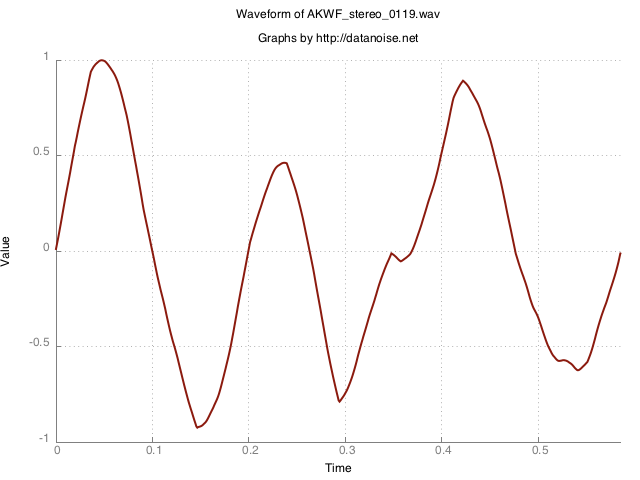 Waveform of AKWF_stereo_0119.wav
Graphs by http://datanoise.net
1
0.5
0
-0.5
-1
Value
0 0.1 0.2 0.3 0.4 0.5
Time